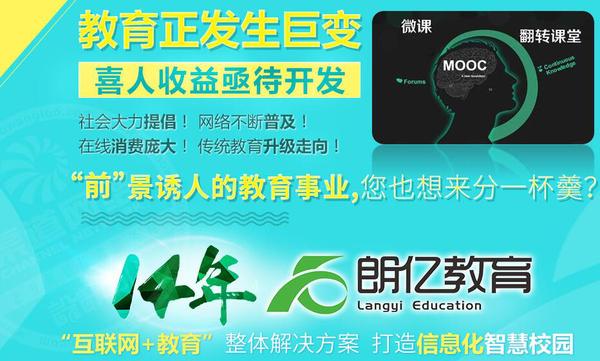 教育正发生巨变
喜人收益亟待开发
社会大力提倡！ 网络不断普及！
在线消费庞大！ 传统教育升级走向！
微课
翻转课堂
MOOC
Forums
Continuous
Knowledge
“前”景诱人的教育事业,您也想来分一杯羹?
14年 朗亿教育
Langyi Education
“互联网+教育” 整体解决方案 打造信息化智慧校园